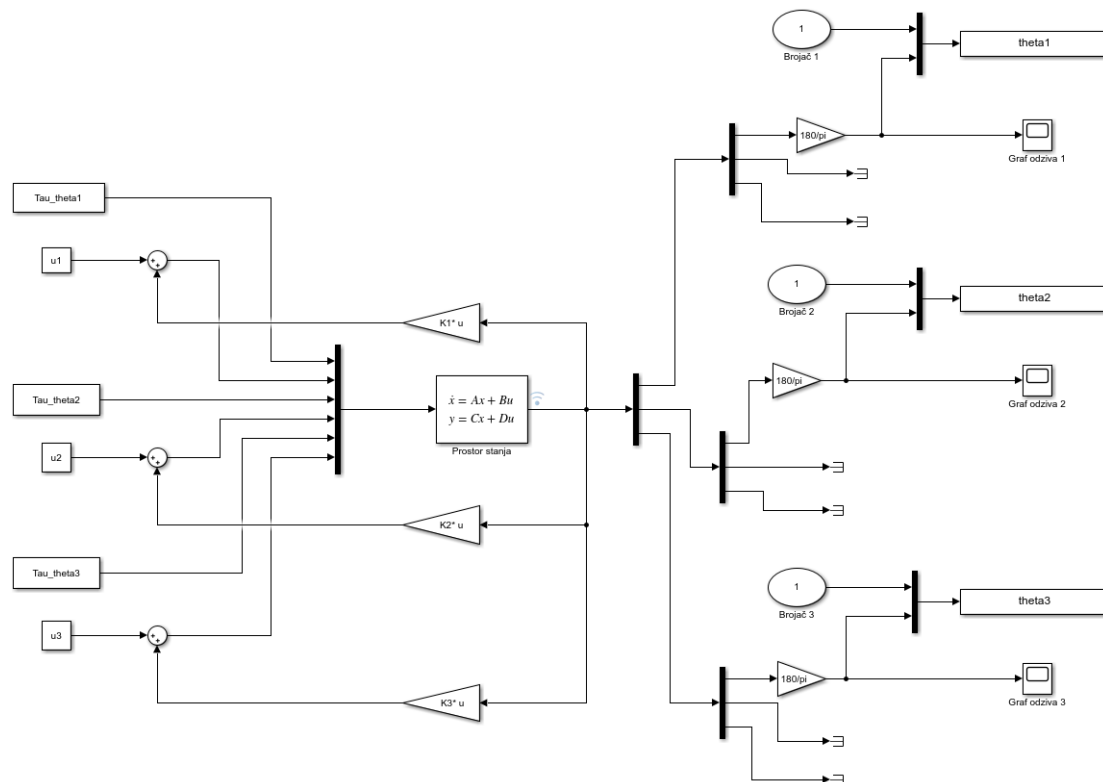 1
Brojač 1
theta1
180/pi
Graf odziva 1
Tau_theta1
u1
+
+
K1* u
1
Brojač 2
theta2
180/pi
Graf odziva 2
Tau_theta2
ẋ = Ax + Bu
y = Cx + Du
Prostor stanja
u2
+
+
K2* u
Tau_theta3
1
Brojač 3
theta3
u3
+
+
180/pi
Graf odziva 3
K3* u